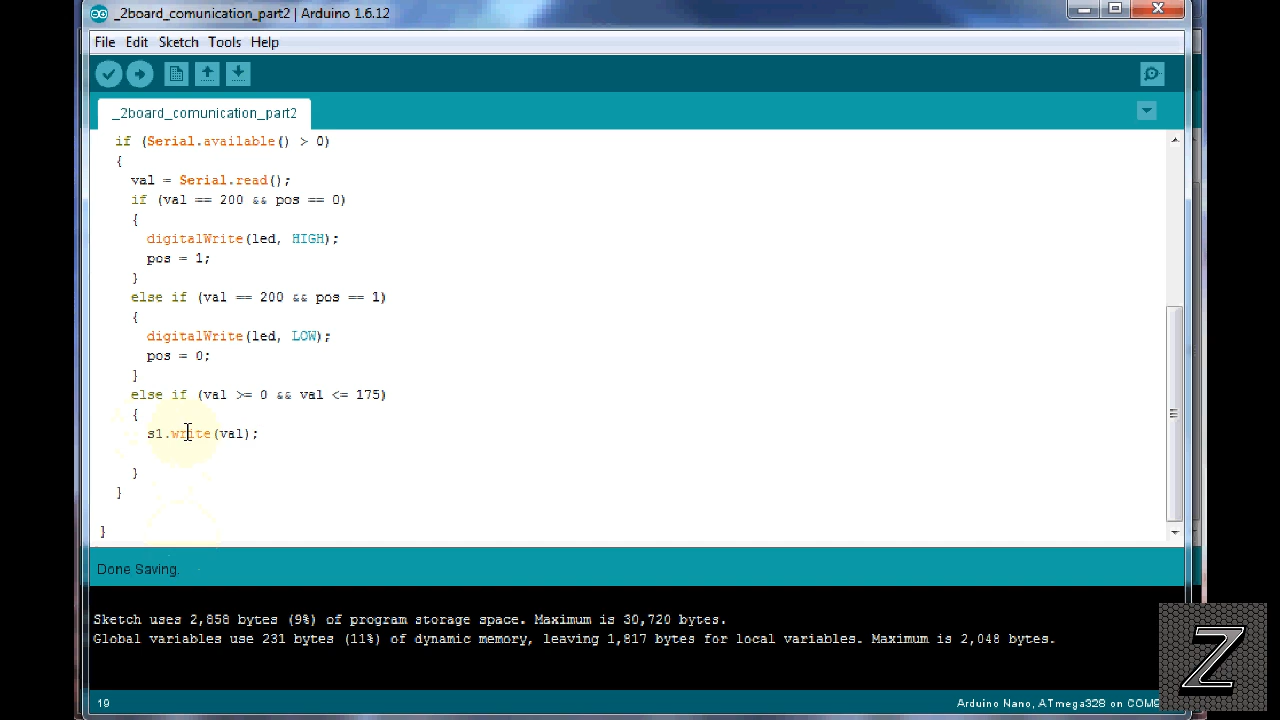 _2board_comunication_part2 | Arduino 1.6.12
File Edit Sketch Tools Help
_2board_comunication_part2
if (Serial.available() > 0)
{
val = Serial.read();
if (val == 200 && pos == 0)
{
digitalWrite(led, HIGH);
pos = 1;
}
else if (val == 200 && pos == 1)
{
digitalWrite(led, LOW);
pos = 0;
}
else if (val >= 0 && val <= 175)
{
s1.write(val);
}
}
}
Done Saving.
Sketch uses 2,858 bytes (9%) of program storage space. Maximum is 30,720 bytes.
Global variables use 231 bytes (11%) of dynamic memory, leaving 1,817 bytes for local variables. Maximum is 2,048 bytes.
19
Arduino Nano, ATmega328 on
Z